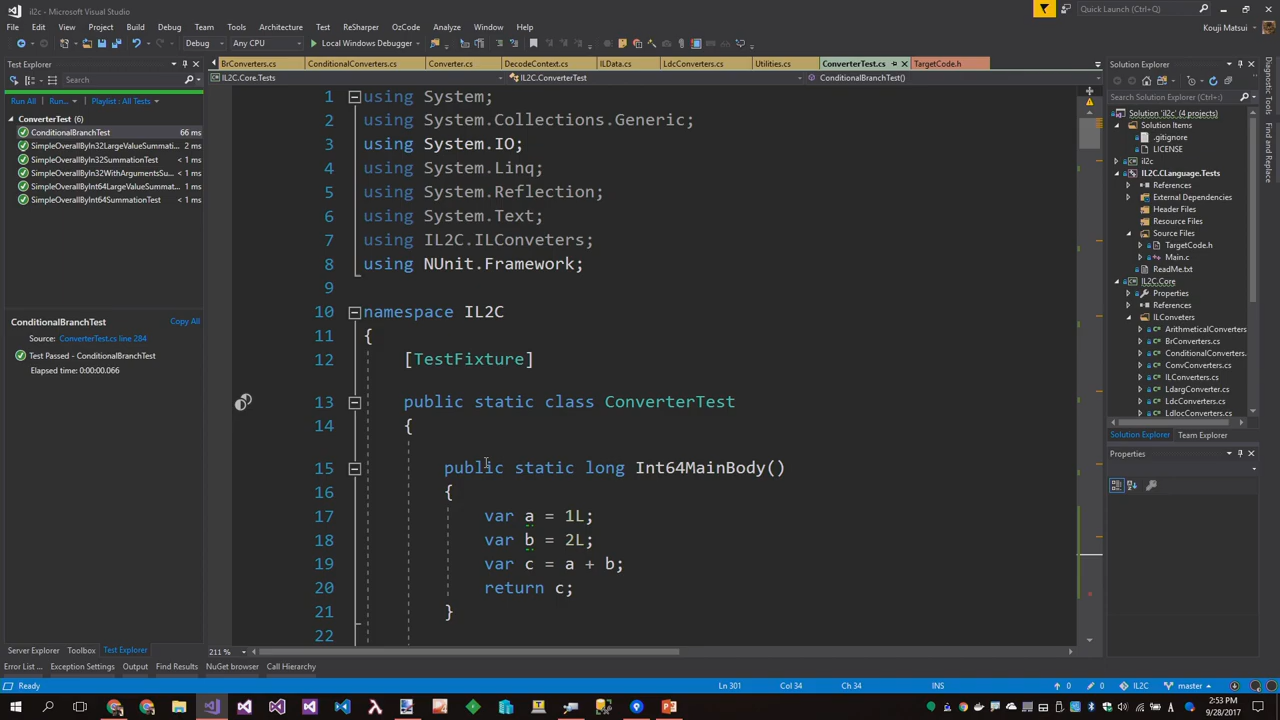 il2c - Microsoft Visual Studio
Quick Launch (Ctrl+Q)
File Edit View Project Build Debug Team Tools Test ReSharper OzCode Analyze Window Help
Kouji Matsui
Debug Any CPU Local Windows Debugger
Test Explorer
BrConverters.cs ConditionalConverters.cs Converter.cs DecodeContext.cs ILData.cs LdcConverters.cs Utilities.cs ConverterTest.cs TargetCode.h
Solution Explorer
Search
IL2C.Core.Tests IL2C.ConverterTest ConditionalBranchTest()
Run All Run... Playlist : All Tests
ConverterTest (6)
ConditionalBranchTest 66 ms
SimpleOverallByIn32LargeValueSummati... 2 ms
SimpleOverallByIn32SummationTest < 1 ms
SimpleOverallByIn32WithArgumentsSu... < 1 ms
SimpleOverallByInt64LargeValueSummat... < 1 ms
SimpleOverallByInt64SummationTest < 1 ms
ConditionalBranchTest Copy All
Source: ConverterTest.cs line 284
Test Passed - ConditionalBranchTest
Elapsed time: 0:00:00.066
1 using System;
2 using System.Collections.Generic;
3 using System.IO;
4 using System.Linq;
5 using System.Reflection;
6 using System.Text;
7 using IL2C.ILConveters;
8 using NUnit.Framework;
9
10 namespace IL2C
11 {
12 [TestFixture]
13 public static class ConverterTest
14 {
15 public static long Int64MainBody()
16 {
17 var a = 1L;
18 var b = 2L;
19 var c = a + b;
20 return c;
21 }
22
211 %
Search Solution Explorer (Ctrl+;)
Solution 'il2c' (4 projects)
Solution Items
.gitignore
LICENSE
il2c
IL2C.CLanguage.Tests
References
External Dependencies
Header Files
Resource Files
Source Files
TargetCode.h
Main.c
ReadMe.txt
IL2C.Core
Properties
References
ILConveters
ArithmeticalConverters...
BrConverters.cs
ConditionalConverters...
ConvConverters.cs
ILConverters.cs
LdargConverter.cs
LdcConverters.cs
LdlocConverters.cs
Solution Explorer Team Explorer
Properties
Diagnostic Tools
Find and Replace
Server Explorer Toolbox Test Explorer
Error List ... Exception Settings Output Find Results NuGet browser Call Hierarchy
Ready Ln 301 Col 34 Ch 34 INS 0 0 IL2C master
2:53 PM
9/28/2017